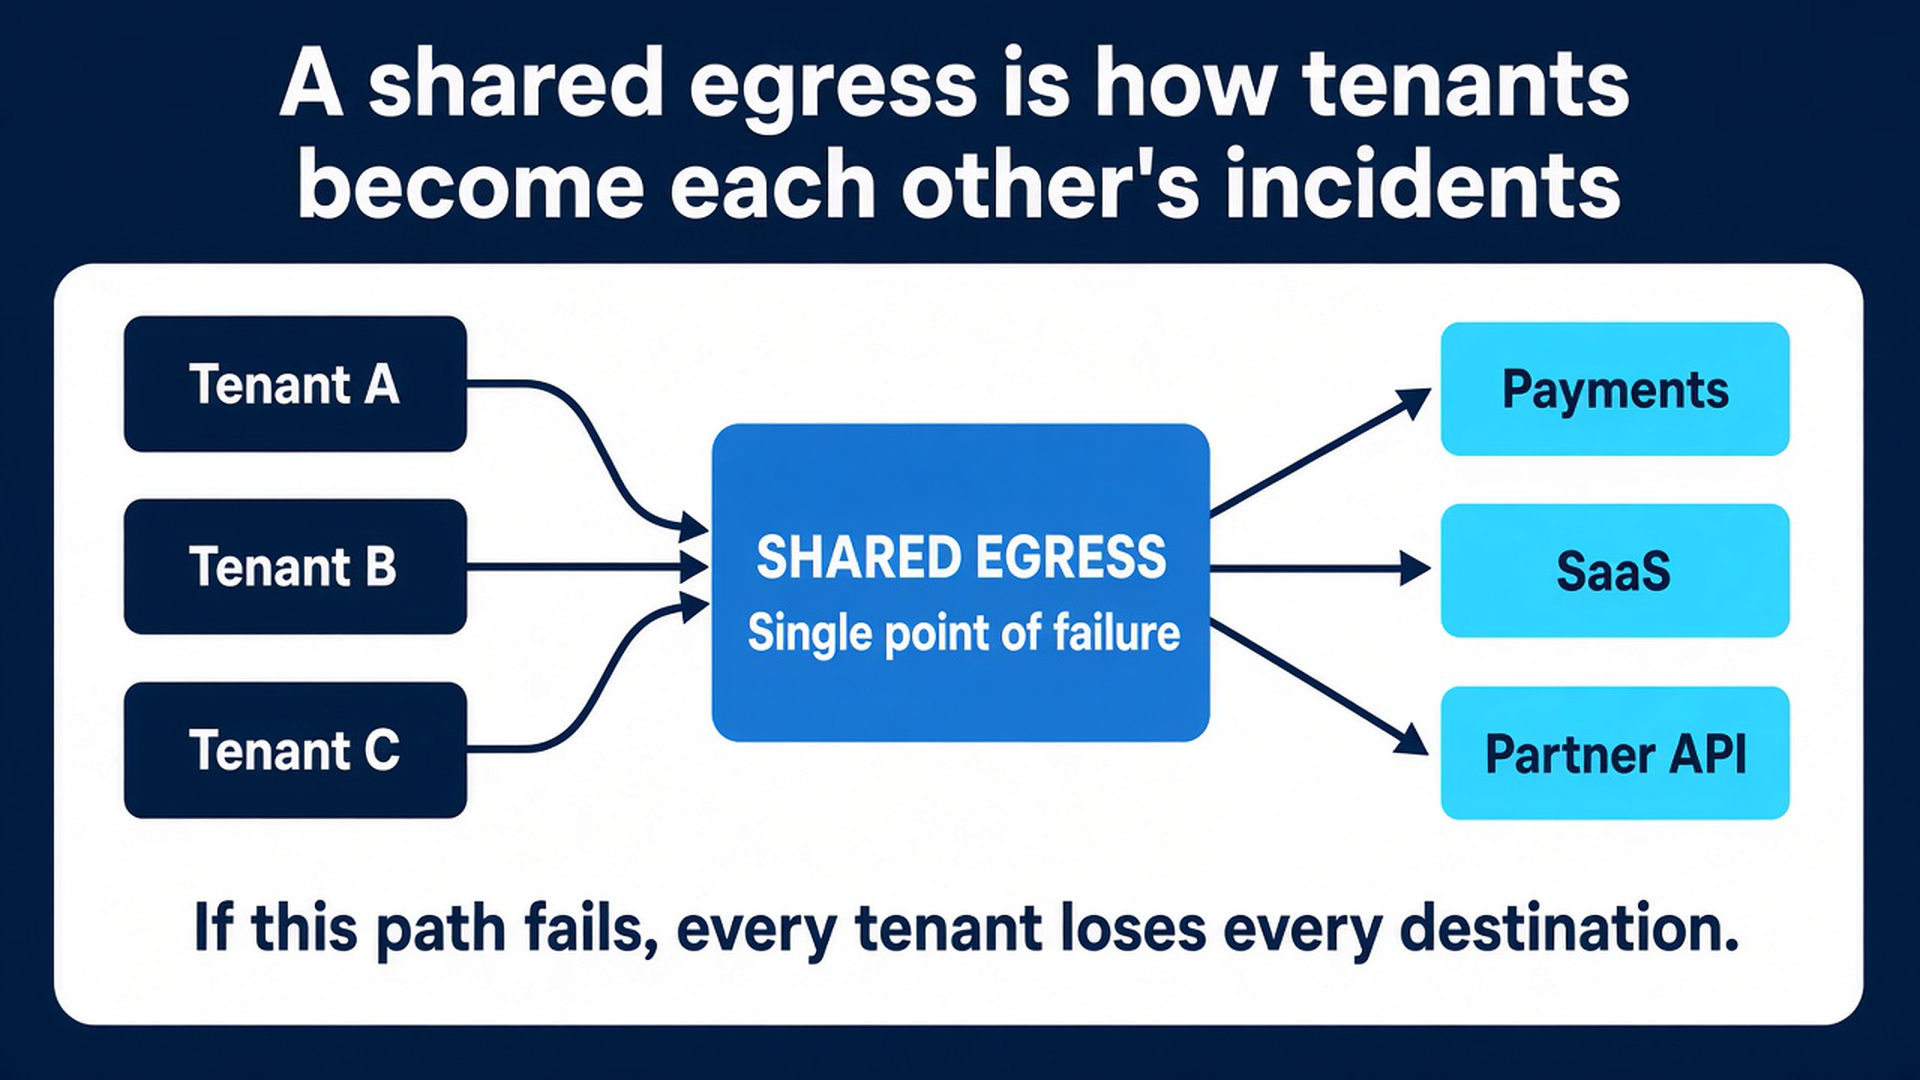 A shared egress is how tenants
become each other's incidents
Tenant A
Tenant B
Tenant C
SHARED EGRESS
Single point of failure
Payments
SaaS
Partner API
If this path fails, every tenant loses every destination.